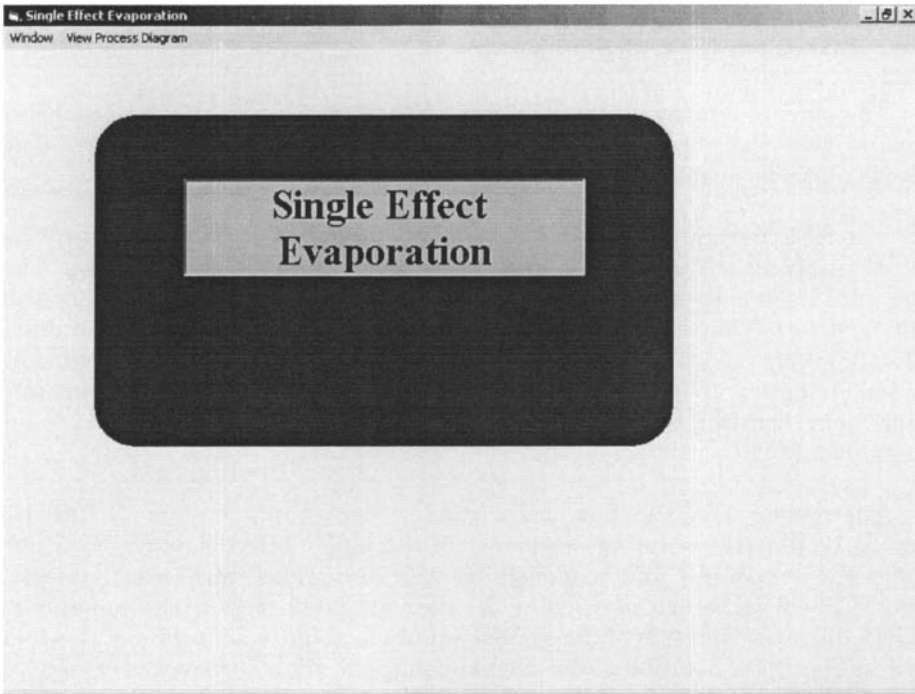 Single Effect Evaporation
Window View Process Diagram
Single Effect
Evaporation